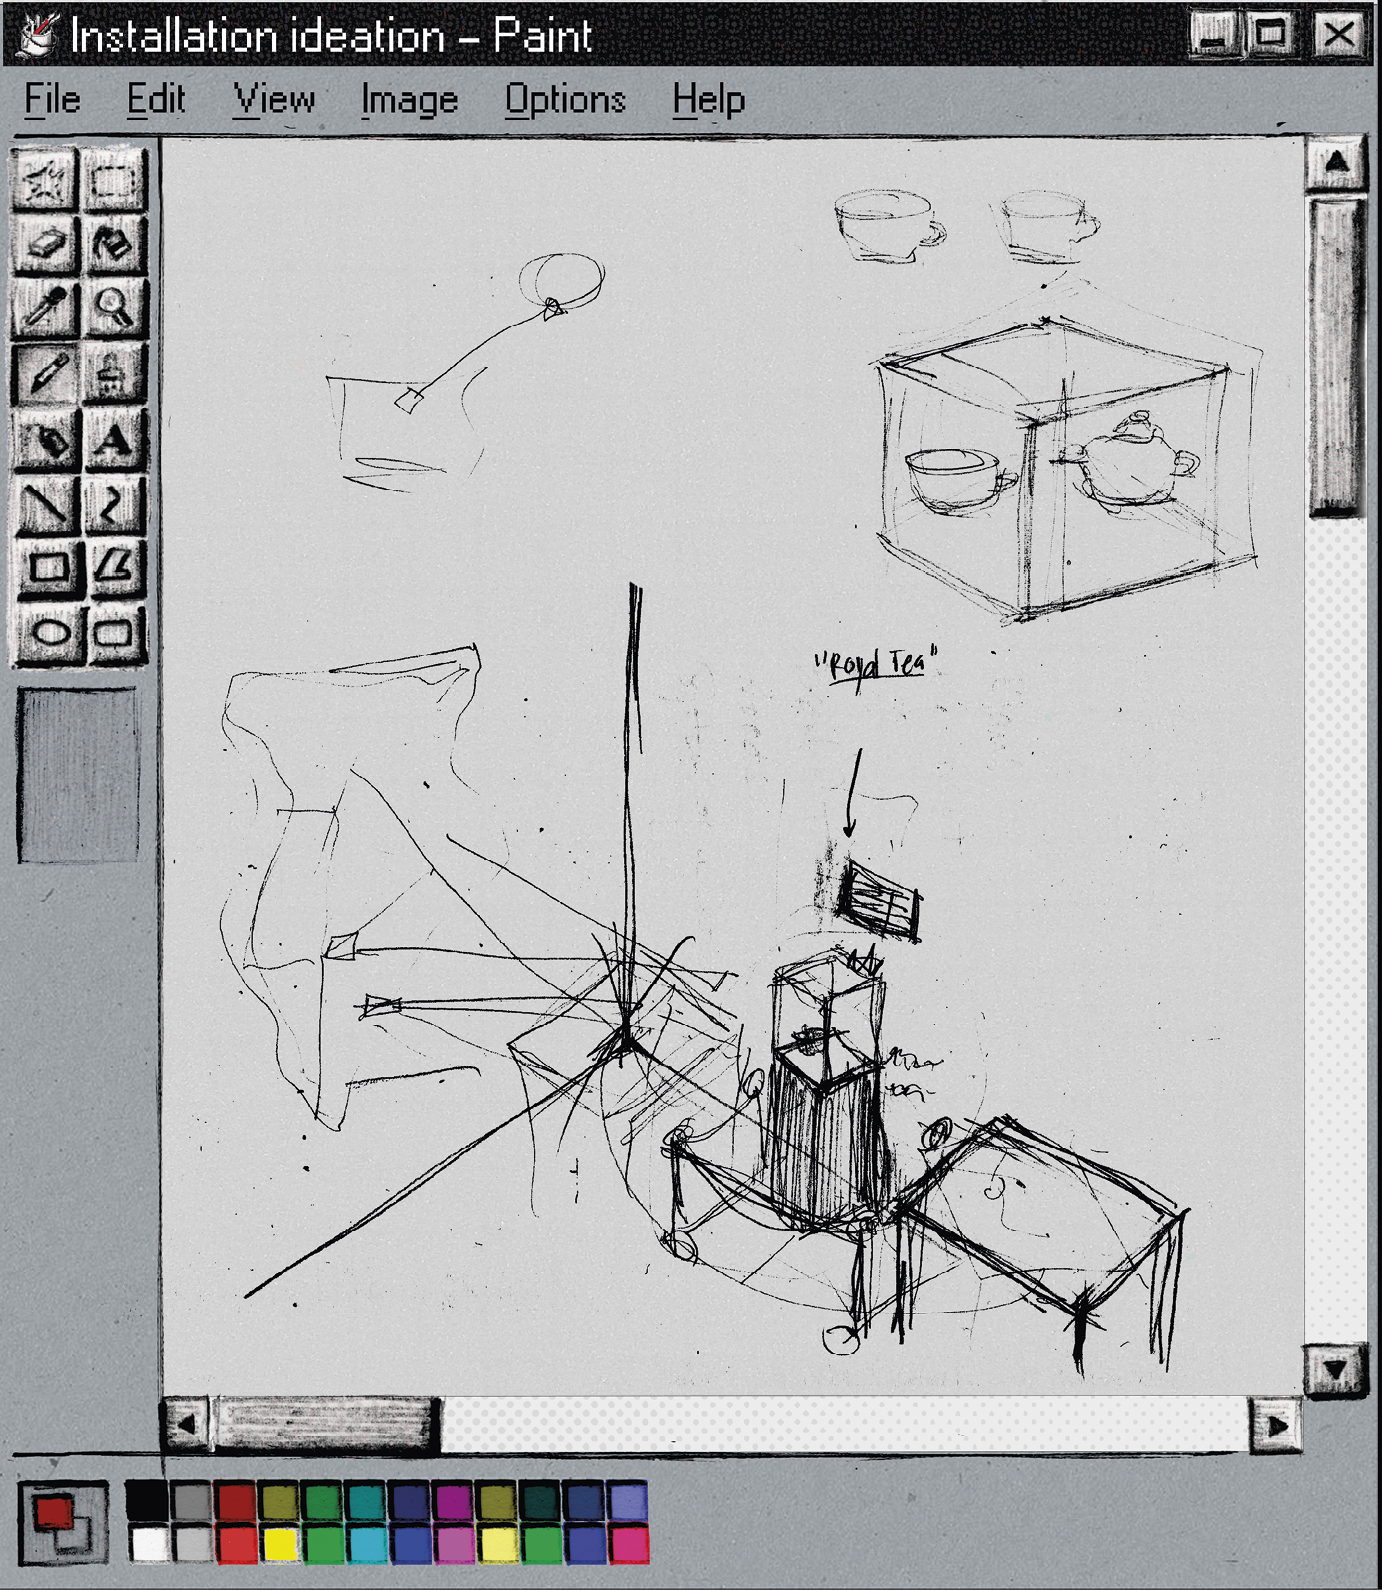 Installation ideation – Paint
File Edit View Image Options Help
A
"Royal Tea"